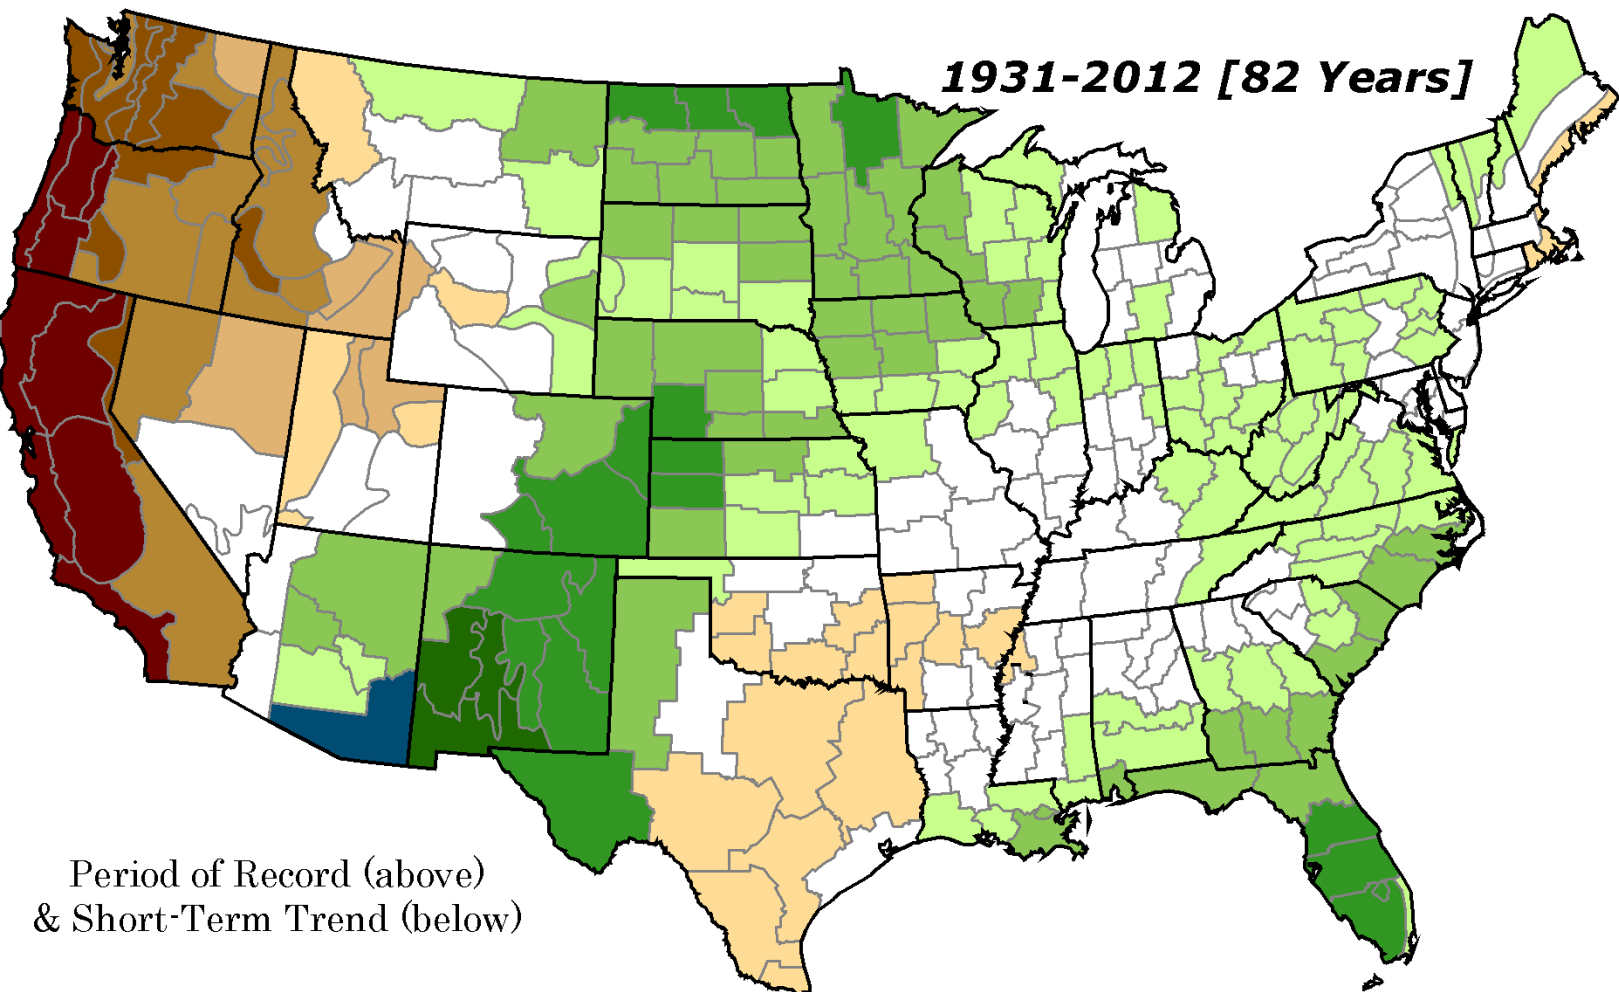 1931-2012 [82 Years]
Period of Record (above)
& Short-Term Trend (below)